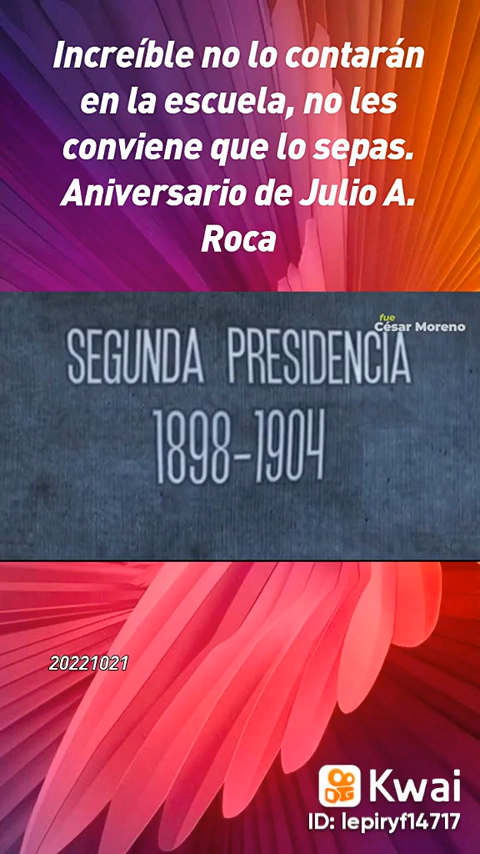 Increíble no lo contarán
en la escuela, no les
conviene que lo sepas.
Aniversario de Julio A.
Roca
fue
César Moreno
SEGUNDA PRESIDENCIA
1898-1904
20221021
Kwai
ID: lepiryf14717